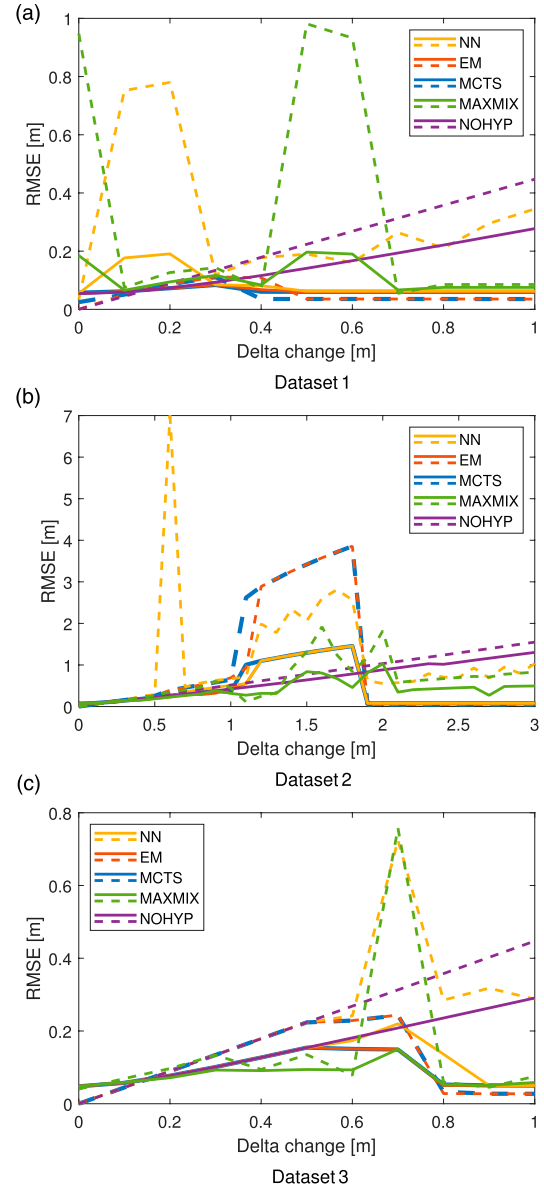 (a)
1
0.8
0.6
0.4
0.2
0
RMSE [m]
NN
EM
MCTS
MAXMIX
NOHYP
0 0.2 0.4 0.6 0.8 1
Delta change [m]
Dataset 1
(b)
7
6
5
4
3
2
1
0
RMSE [m]
NN
EM
MCTS
MAXMIX
NOHYP
0 0.5 1 1.5 2 2.5 3
Delta change [m]
Dataset 2
(c)
0.8
0.6
0.4
0.2
0
RMSE [m]
NN
EM
MCTS
MAXMIX
NOHYP
0 0.2 0.4 0.6 0.8 1
Delta change [m]
Dataset 3